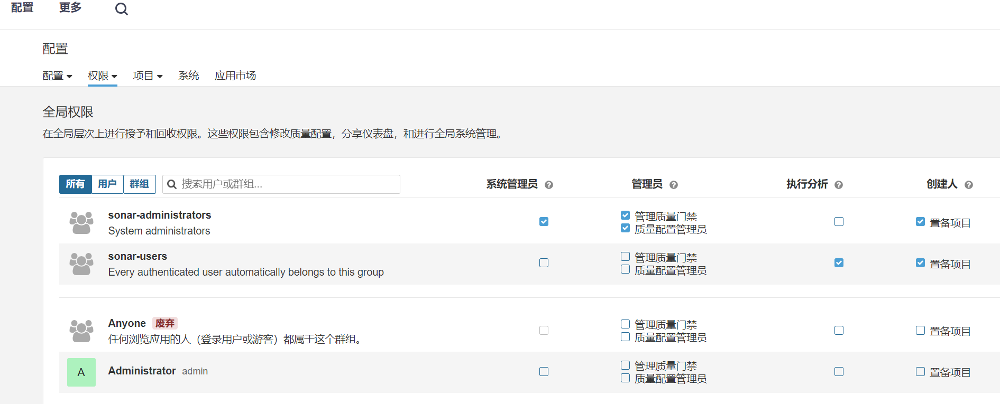 配置 更多
配置
配置 权限 项目 系统 应用市场
全局权限
在全局层次上进行授予和回收权限。这些权限包含修改质量配置，分享仪表盘，和进行全局系统管理。
所有 用户 群组 搜索用户或群组... 系统管理员 ? 管理员 ? 执行分析 ? 创建人 ?
sonar-administrators
System administrators
管理质量门禁
质量配置管理员
置备项目
sonar-users
Every authenticated user automatically belongs to this group
管理质量门禁
质量配置管理员
置备项目
Anyone 废弃
任何浏览应用的人（登录用户或游客）都属于这个群组。
管理质量门禁
质量配置管理员
置备项目
A Administrator admin
管理质量门禁
质量配置管理员
置备项目